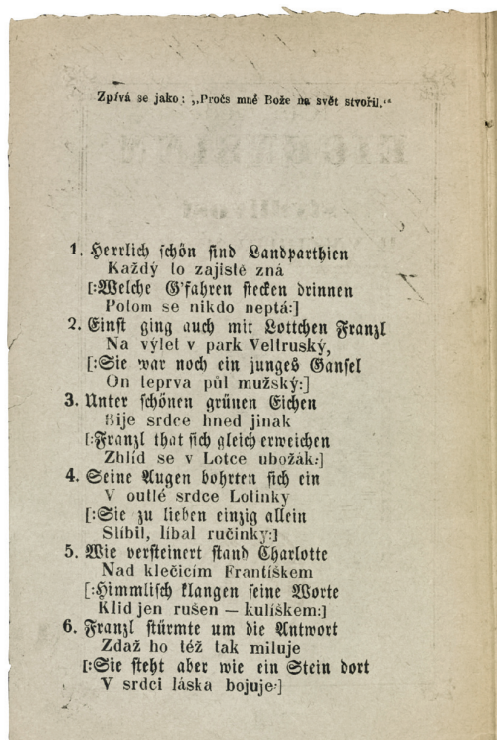 Zpívá se jako: „Pročs mně Bože na svět stvořil.“
1. Herrlich schön sind Landparthien
Každý to zajistě zná
[:Welche G'fahren stecken drinnen
Potom se nikdo neptá:]
2. Einst ging auch mit Lottchen Franzl
Na výlet v park Veltruský,
[:Sie war noch ein junges Gansel
On teprva půl mužský:]
3. Unter schönen grünen Eichen
Bije srdce hned jinak
[:Franzl that sich gleich erweichen
Zhlíd se v Lotce ubožák:]
4. Seine Augen bohrten sich ein
V outlé srdce Lotinky
[:Sie zu lieben einzig allein
Slíbil, líbal ručinky:]
5. Wie versteinert stand Charlotte
Nad klečícim Frantíškem
[:Himmlisch klangen seine Worte
Klid jen rušen — kulíškem:]
6. Franzl stürmte um die Antwort
Zdaž ho též tak miluje
[:Sie steht aber wie ein Stein dort
V srdci láska bojuje:]